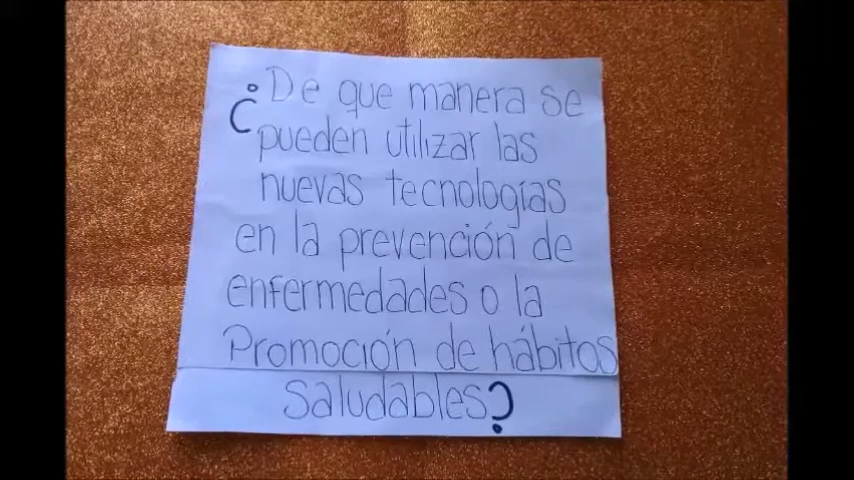 ¿De que manera se
pueden utilizar las
nuevas tecnologías
en la prevención de
enfermedades o la
Promoción de hábitos
saludables?